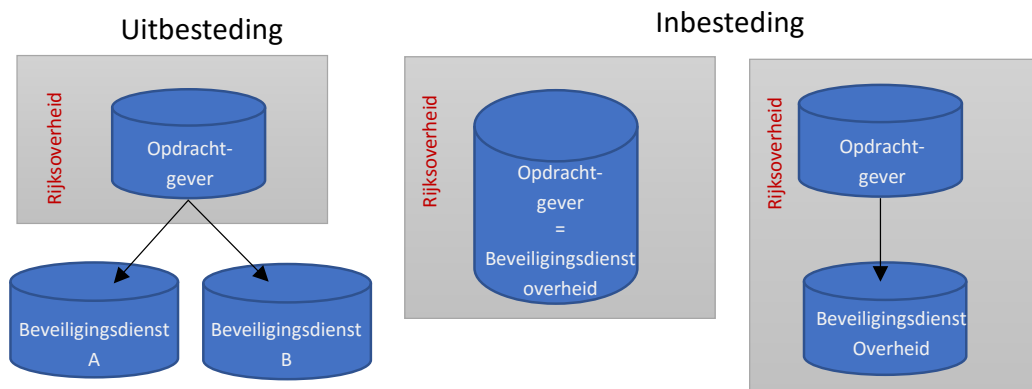 Uitbesteding
Rijksoverheid
Opdracht-
gever
Beveiligingsdienst
A
Beveiligingsdienst
B
Inbesteding
Rijksoverheid
Opdracht-
gever
=
Beveiligingsdienst
overheid
Rijksoverheid
Opdracht-
gever
Beveiligingsdienst
Overheid